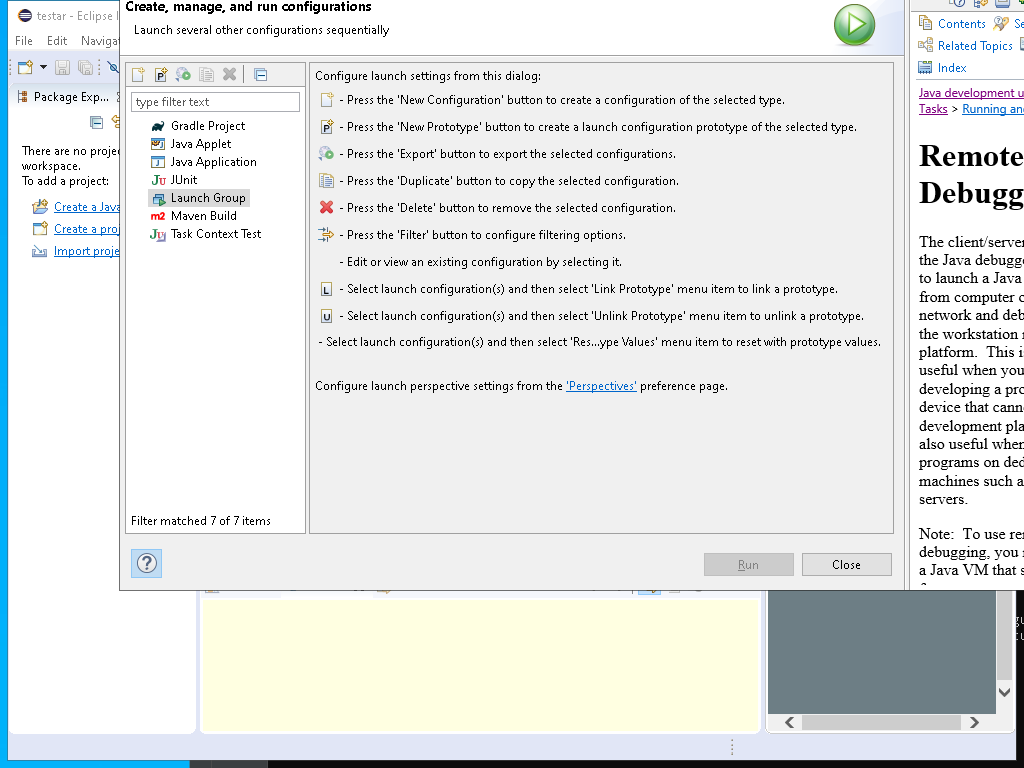 testar - Eclipse I
File Edit Navigat
Package Exp...
There are no proje
workspace.
To add a project:
Create a Java
Create a proj
Import proje
Create, manage, and run configurations
Launch several other configurations sequentially
type filter text
Gradle Project
Java Applet
Java Application
JUnit
Launch Group
Maven Build
Task Context Test
Filter matched 7 of 7 items
Configure launch settings from this dialog:
- Press the 'New Configuration' button to create a configuration of the selected type.
- Press the 'New Prototype' button to create a launch configuration prototype of the selected type.
- Press the 'Export' button to export the selected configurations.
- Press the 'Duplicate' button to copy the selected configuration.
- Press the 'Delete' button to remove the selected configuration.
- Press the 'Filter' button to configure filtering options.
- Edit or view an existing configuration by selecting it.
- Select launch configuration(s) and then select 'Link Prototype' menu item to link a prototype.
- Select launch configuration(s) and then select 'Unlink Prototype' menu item to unlink a prototype.
- Select launch configuration(s) and then select 'Res...ype Values' menu item to reset with prototype values.
Configure launch perspective settings from the 'Perspectives' preference page.
Run
Close
Contents Se
Related Topics
Index
Java development u
Tasks > Running and
Remote
Debugg
The client/server
the Java debugge
to launch a Java
from computer o
network and deb
the workstation r
platform. This is
useful when you
developing a pro
device that canno
development pla
also useful when
programs on ded
machines such a
servers.
Note: To use rem
debugging, you
a Java VM that s